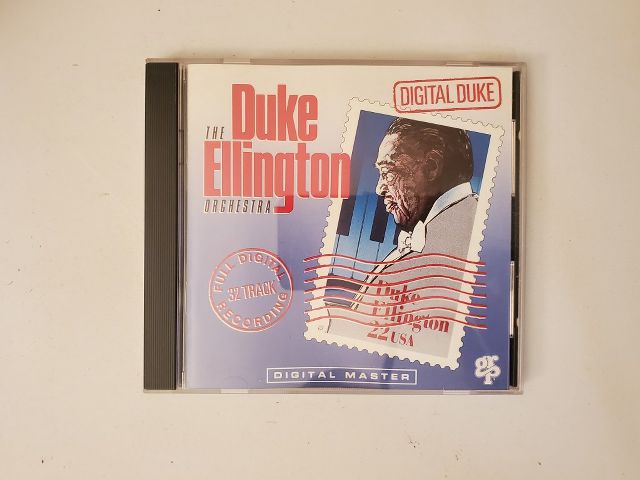 DIGITAL DUKE
THE
Duke
Ellington
ORCHESTRA
FULL DIGITAL
32 TRACK
RECORDING
Duke
Ellington
22 USA
DIGITAL MASTER
grp